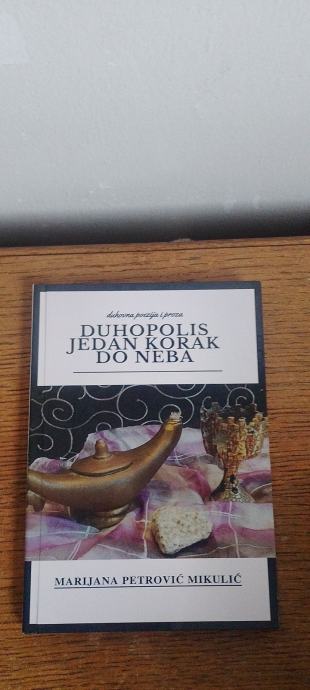 duhovna poezija i proza
DUHOPOLIS
JEDAN KORAK
DO NEBA
MARIJANA PETROVIĆ MIKULIĆ